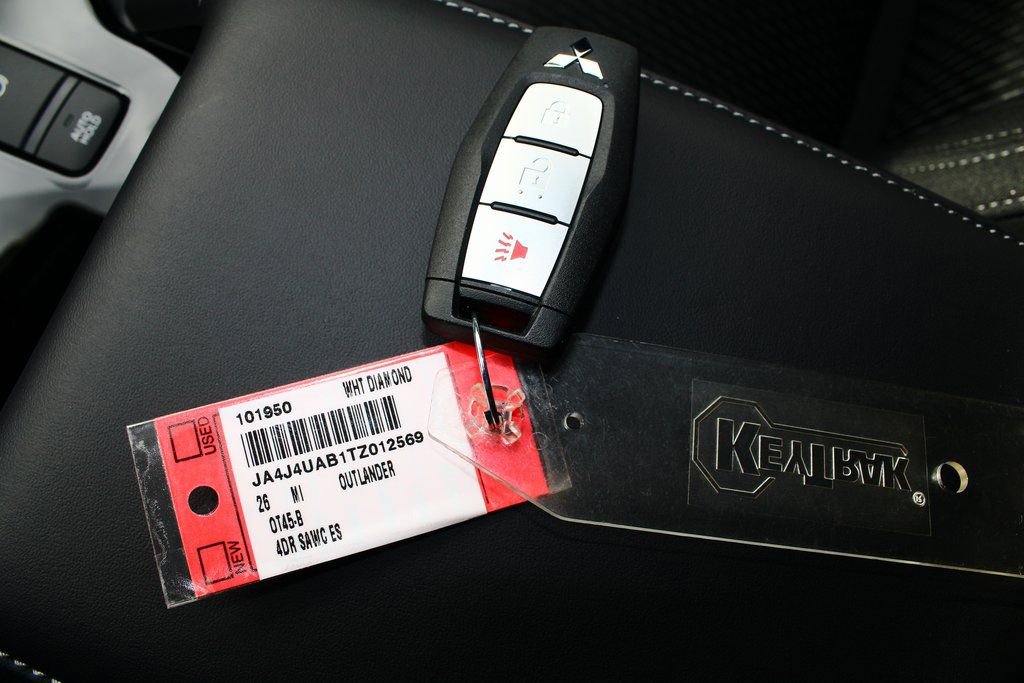 AUTO
HOLD
WHT DIAMOND
101950
JA4J4UAB1TZ012569
26 MI OUTLANDER
OT45-B
4DR SAWC ES
USED
NEW
KEYTRAK®